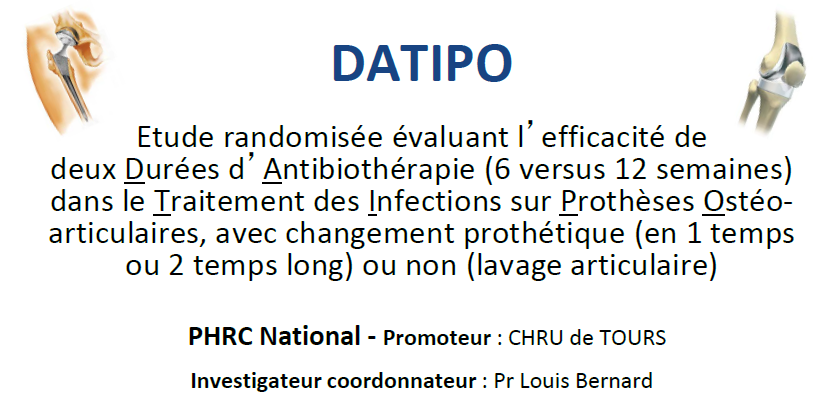 DATIPO
Etude randomisée évaluant l’efficacité de
deux Durées d’Antibiothérapie (6 versus 12 semaines)
dans le Traitement des Infections sur Prothèses Ostéo-
articulaires, avec changement prothétique (en 1 temps
ou 2 temps long) ou non (lavage articulaire)
PHRC National - Promoteur : CHRU de TOURS
Investigateur coordonnateur : Pr Louis Bernard